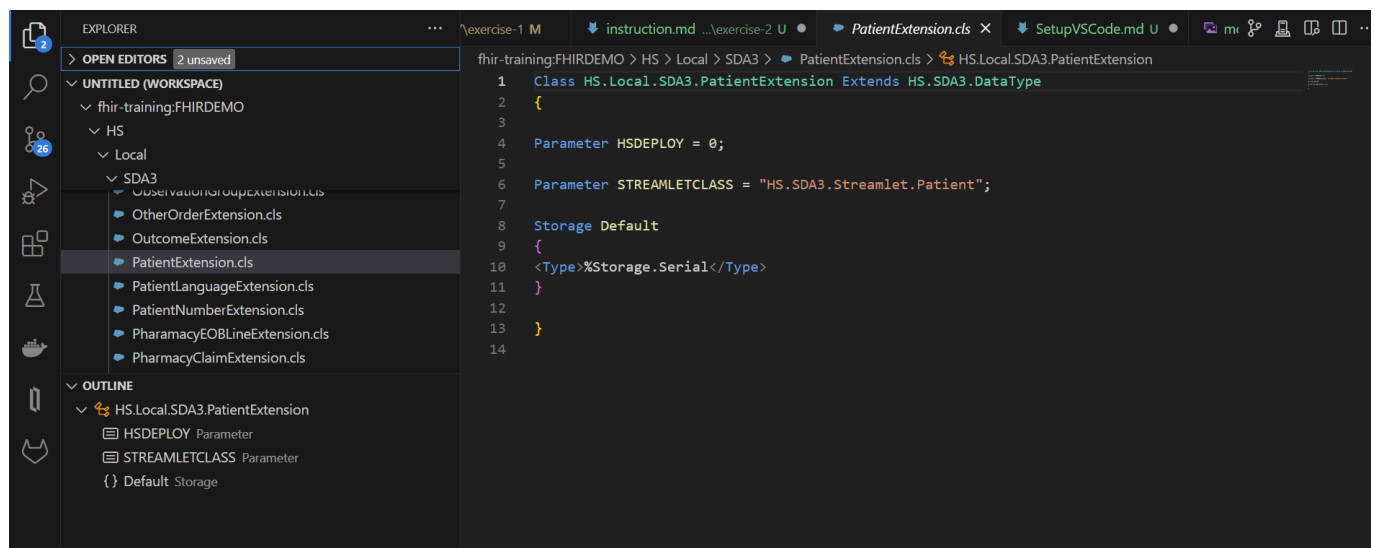 EXPLORER
OPEN EDITORS 2 unsaved
UNTITLED (WORKSPACE)
fhir-training:FHIRDEMO
HS
Local
SDA3
ObservationGroupExtension.cls
OtherOrderExtension.cls
OutcomeExtension.cls
PatientExtension.cls
PatientLanguageExtension.cls
PatientNumberExtension.cls
PharamacyEOBLineExtension.cls
PharmacyClaimExtension.cls
OUTLINE
HS.Local.SDA3.PatientExtension
HSDEPLOY Parameter
STREAMLETCLASS Parameter
{} Default Storage
2
26
\exercise-1 M
instruction.md ...\exercise-2 U
PatientExtension.cls
SetupVSCode.md U
fhir-training:FHIRDEMO > HS > Local > SDA3 > PatientExtension.cls > HS.Local.SDA3.PatientExtension
1 Class HS.Local.SDA3.PatientExtension Extends HS.SDA3.DataType
2 {
3
4 Parameter HSDEPLOY = 0;
5
6 Parameter STREAMLETCLASS = "HS.SDA3.Streamlet.Patient";
7
8 Storage Default
9 {
10 <Type>%Storage.Serial</Type>
11 }
12
13 }
14